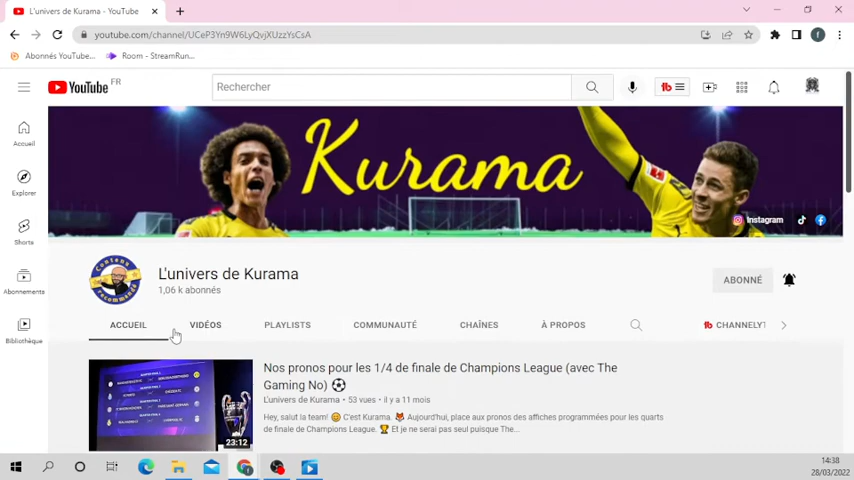 L'univers de Kurama - YouTube
youtube.com/channel/UCeP3Yn9W6LyQvjXUzzYsCsA
Abonnés YouTube...
Room - StreamRun...
YouTube FR
Rechercher
Accueil
Explorer
Shorts
Abonnements
Bibliothèque
Kurama
Instagram
Contenu
recommandé
L'univers de Kurama
1,06 k abonnés
ABONNÉ
ACCUEIL VIDÉOS PLAYLISTS COMMUNAUTÉ CHAÎNES À PROPOS CHANNELYT
Nos pronos pour les 1/4 de finale de Champions League (avec
The Gaming No) ⚽
L'univers de Kurama • 53 vues • il y a 11 mois
Hey, salut la team! 😊 C'est Kurama. 🦊 Aujourd'hui, place aux pronos des affiches programmées pour les quarts
de finale de Champions League. 🏆 Et je ne serai pas seul puisque The...
23:12
14:38
28/03/2022